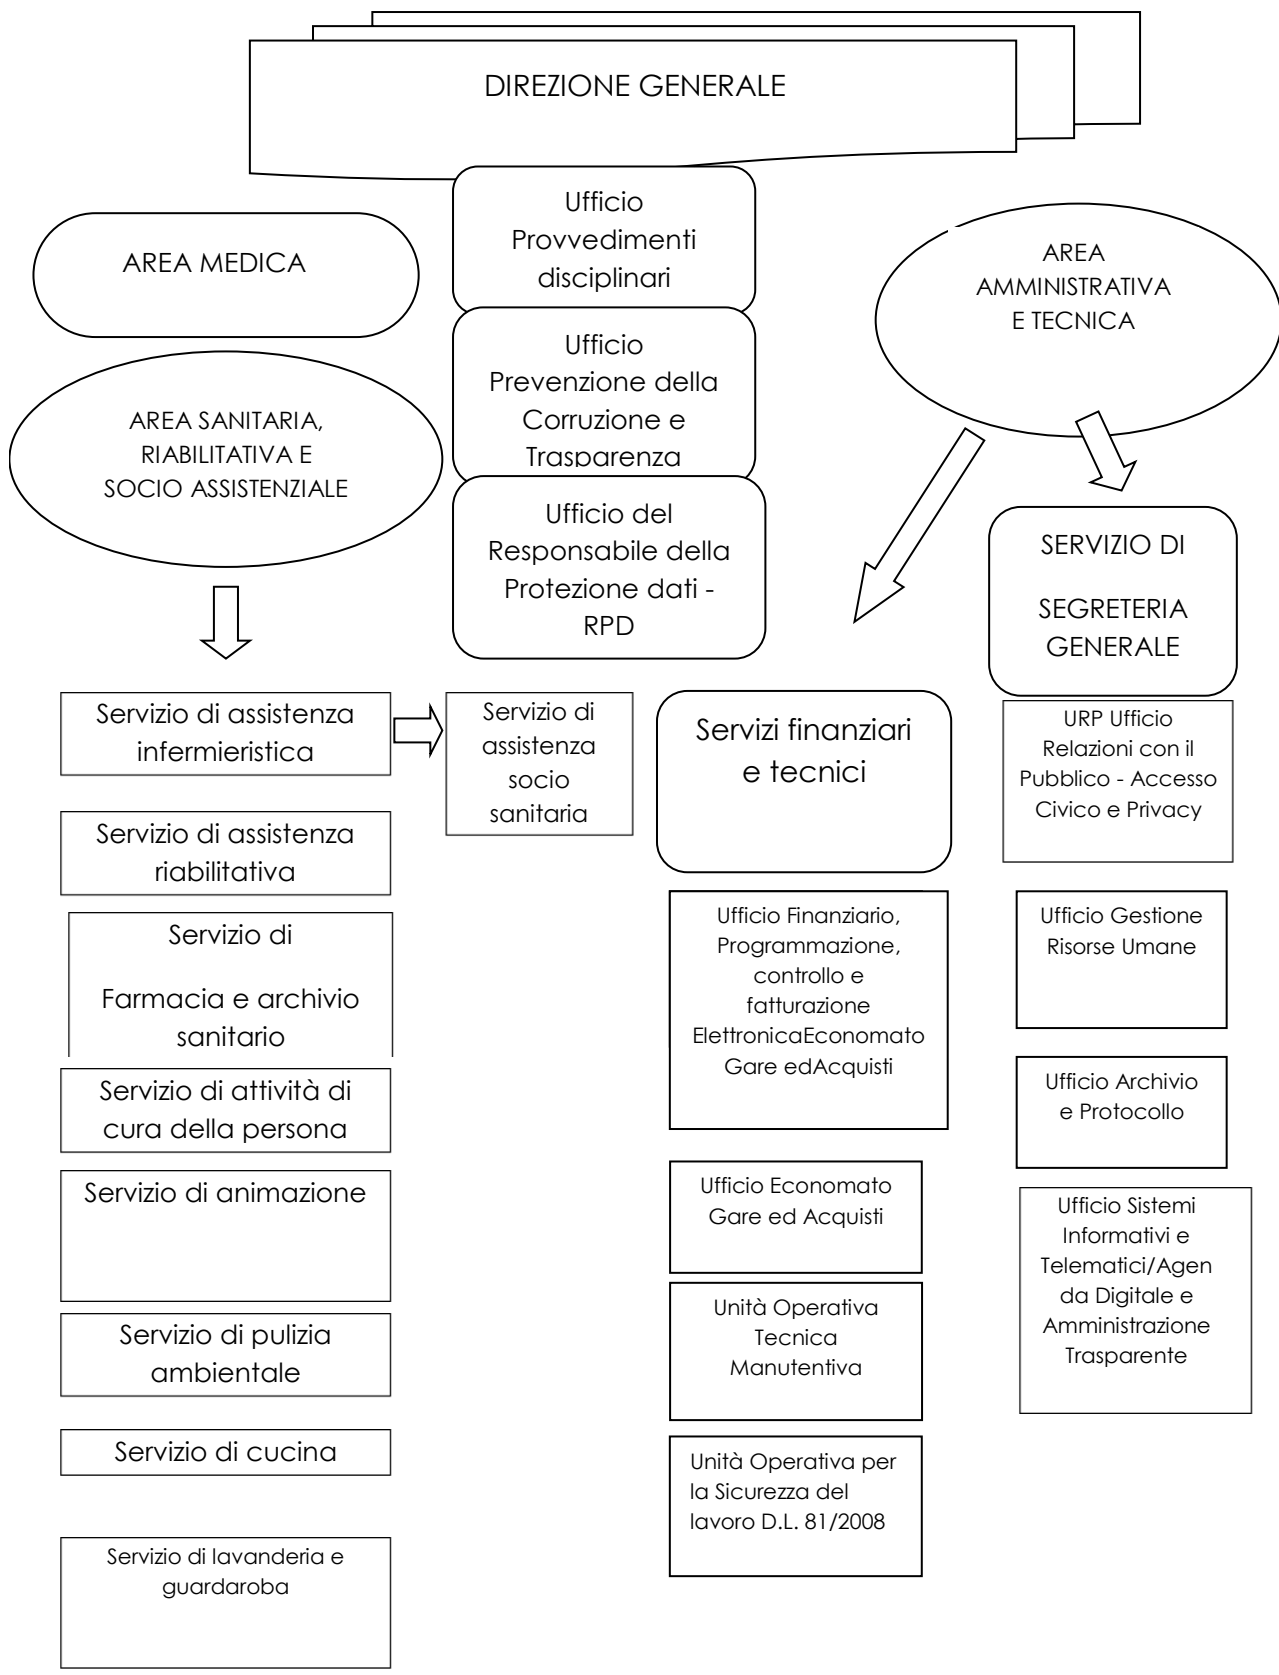 DIREZIONE GENERALE
AREA MEDICA
Ufficio
Provvedimenti
disciplinari
AREA
AMMINISTRATIVA
E TECNICA
Ufficio
Prevenzione della
Corruzione e
Trasparenza
AREA SANITARIA,
RIABILITATIVA E
SOCIO ASSISTENZIALE
Ufficio del
Responsabile della
Protezione dati -
RPD
SERVIZIO DI
SEGRETERIA
GENERALE
Servizio di assistenza
infermieristica
Servizio di
assistenza
socio
sanitaria
Servizio di assistenza
riabilitativa
Servizio di
Farmacia e archivio
sanitario
Servizio di attività di
cura della persona
Servizio di animazione
Servizio di pulizia
ambientale
Servizio di cucina
Servizio di lavanderia e
guardaroba
Servizi finanziari
e tecnici
Ufficio Finanziario,
Programmazione,
controllo e
fatturazione
ElettronicaEconomato
Gare edAcquisti
Ufficio Economato
Gare ed Acquisti
Unità Operativa
Tecnica
Manutentiva
Unità Operativa per
la Sicurezza del
lavoro D.L. 81/2008
URP Ufficio
Relazioni con il
Pubblico - Accesso
Civico e Privacy
Ufficio Gestione
Risorse Umane
Ufficio Archivio
e Protocollo
Ufficio Sistemi
Informativi e
Telematici/Agen
da Digitale e
Amministrazione
Trasparente